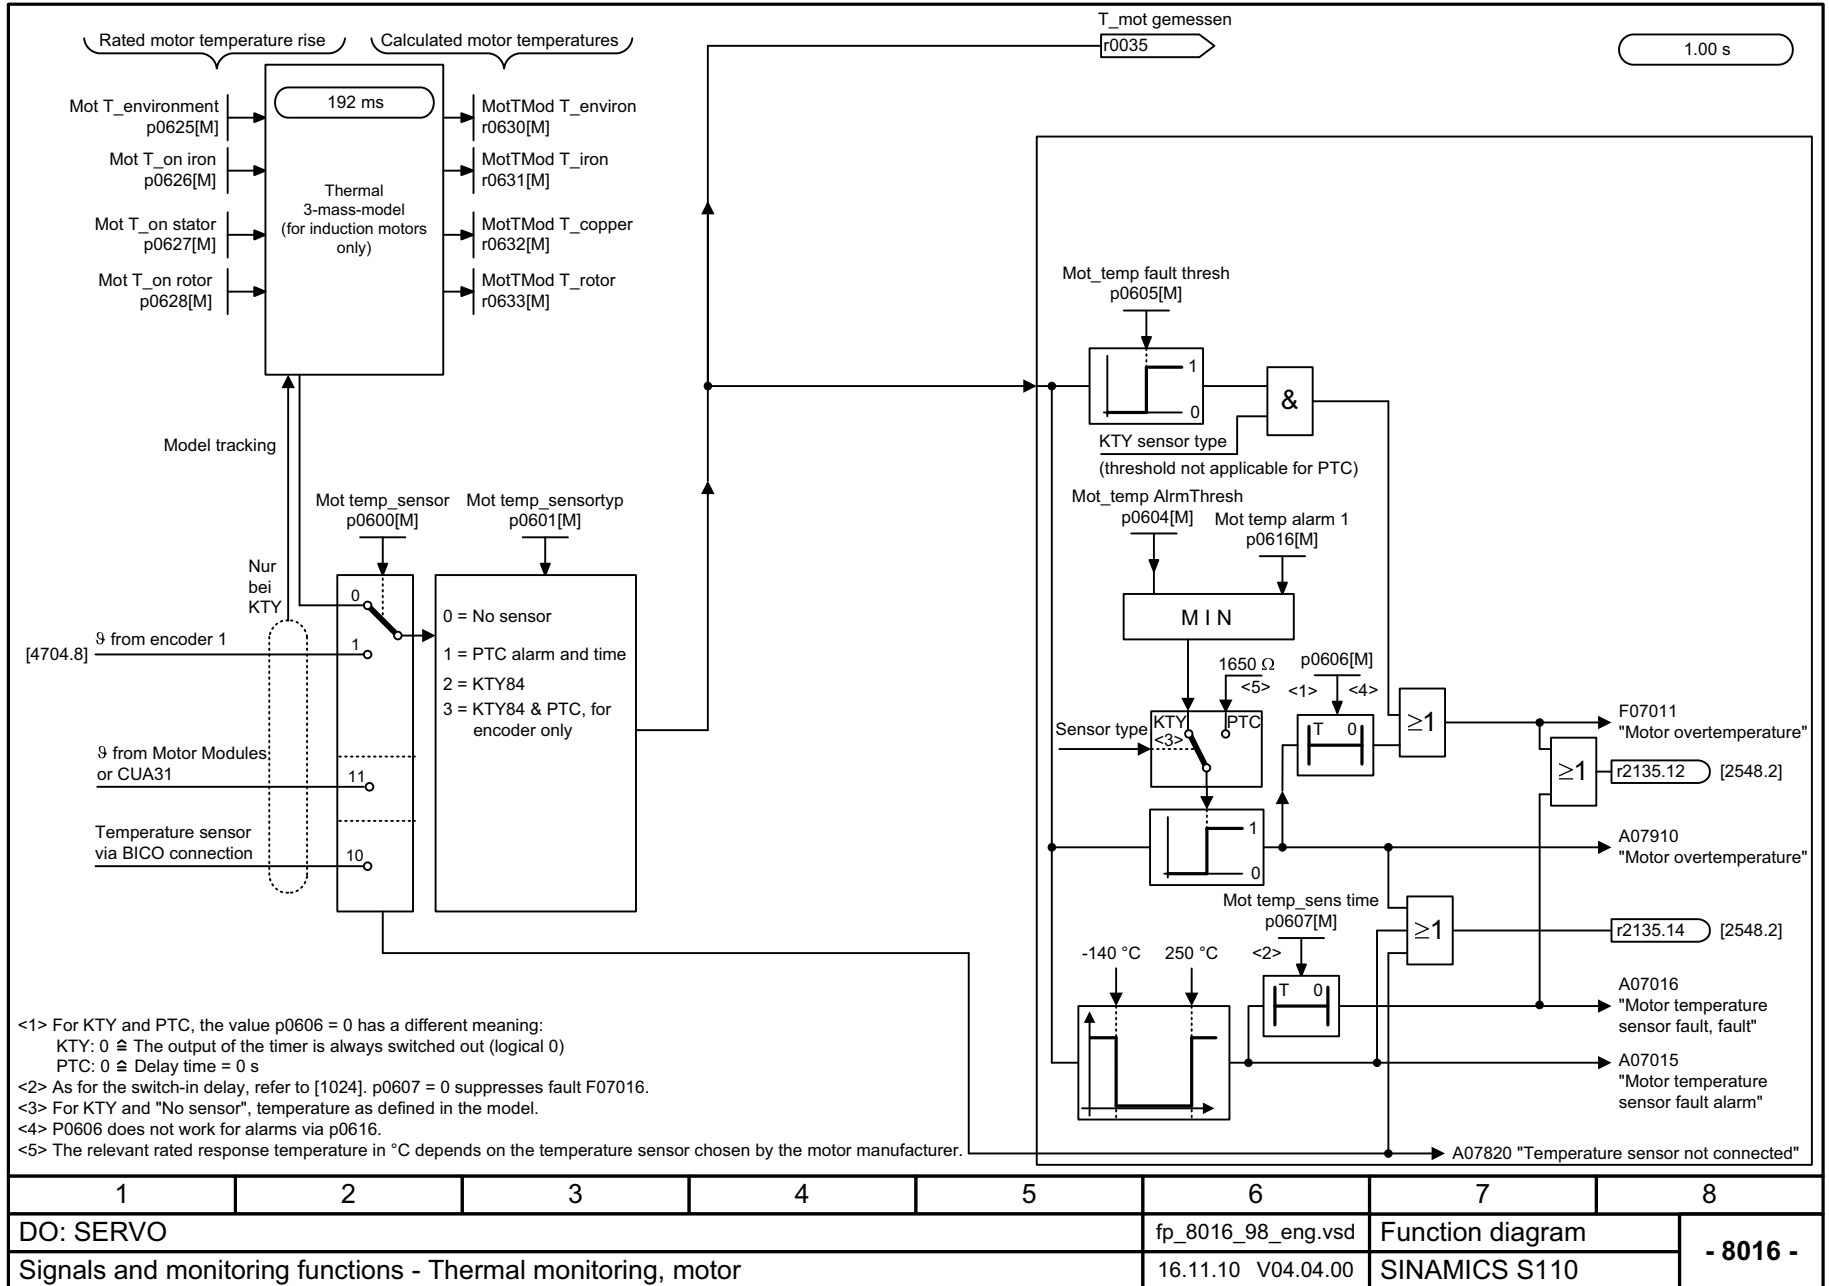 T_mot gemessen
r0035
1.00 s
Rated motor temperature rise
Calculated motor temperatures
192 ms
Mot T_environment
p0625[M]
Mot T_on iron
p0626[M]
Mot T_on stator
p0627[M]
Mot T_on rotor
p0628[M]
Thermal
3-mass-model
(for induction motors
only)
MotTMod T_environ
r0630[M]
MotTMod T_iron
r0631[M]
MotTMod T_copper
r0632[M]
MotTMod T_rotor
r0633[M]
Model tracking
Mot temp_sensor
p0600[M]
Mot temp_sensortyp
p0601[M]
Nur
bei
KTY
0
1
11
10
[4704.8]
ϑ from encoder 1
ϑ from Motor Modules
or CUA31
Temperature sensor
via BICO connection
0 = No sensor
1 = PTC alarm and time
2 = KTY84
3 = KTY84 & PTC, for
encoder only
Mot_temp fault thresh
p0605[M]
1
0
&
KTY sensor type
(threshold not applicable for PTC)
Mot_temp AlrmThresh
p0604[M]
Mot temp alarm 1
p0616[M]
M I N
1650 Ω
<5>
p0606[M]
<1>
<4>
Sensor type
KTY
<3>
PTC
T 0
≥1
F07011
"Motor overtemperature"
≥1
r2135.12
[2548.2]
1
0
A07910
"Motor overtemperature"
Mot temp_sens time
p0607[M]
<2>
T 0
≥1
r2135.14
[2548.2]
-140 °C
250 °C
A07016
"Motor temperature
sensor fault, fault"
A07015
"Motor temperature
sensor fault alarm"
A07820 "Temperature sensor not connected"
<1> For KTY and PTC, the value p0606 = 0 has a different meaning:
KTY: 0 ≙ The output of the timer is always switched out (logical 0)
PTC: 0 ≙ Delay time = 0 s
<2> As for the switch-in delay, refer to [1024]. p0607 = 0 suppresses fault F07016.
<3> For KTY and "No sensor", temperature as defined in the model.
<4> P0606 does not work for alarms via p0616.
<5> The relevant rated response temperature in °C depends on the temperature sensor chosen by the motor manufacturer.
1 2 3 4 5 6 7 8
DO: SERVO
fp_8016_98_eng.vsd
Function diagram
- 8016 -
Signals and monitoring functions - Thermal monitoring, motor
16.11.10 V04.04.00
SINAMICS S110